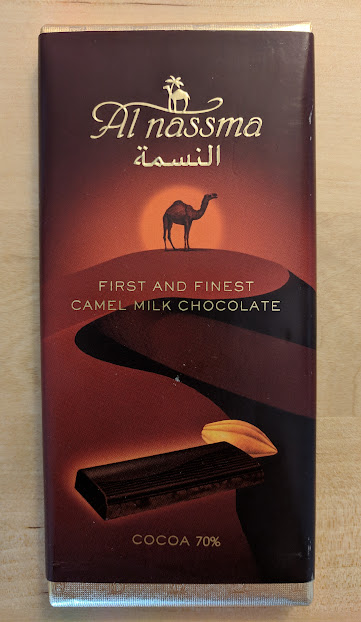 Al nassma
النسمة
FIRST AND FINEST
CAMEL MILK CHOCOLATE
COCOA 70%